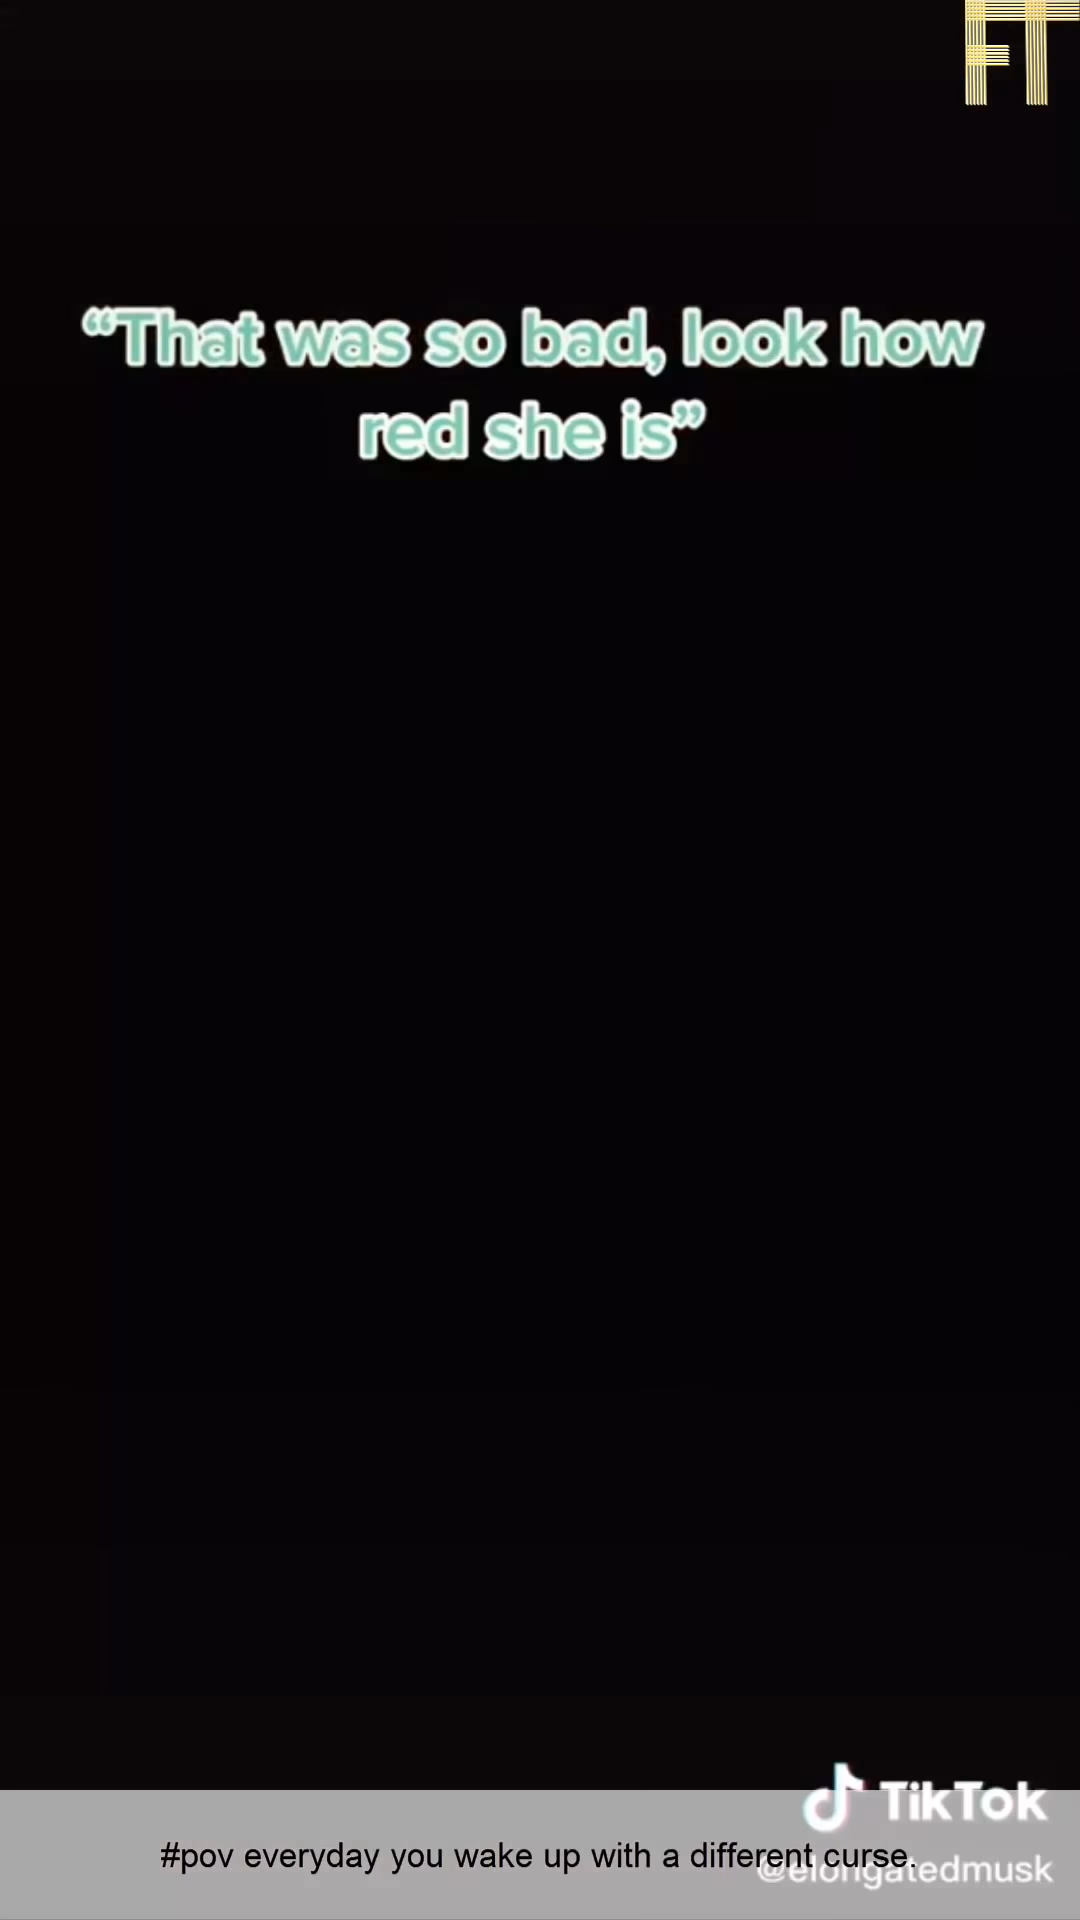 FT
“That was so bad, look how
red she is”
TikTok
#pov everyday you wake up with a different curse.
@elongatedmusk